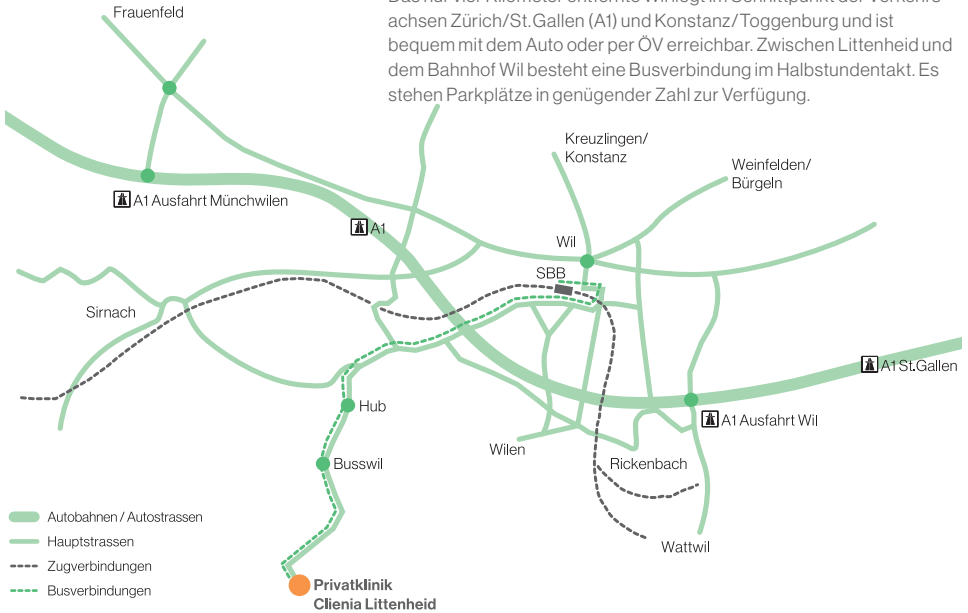 achsen Zürich/St.Gallen (A1) und Konstanz/Toggenburg und ist
bequem mit dem Auto oder per ÖV erreichbar. Zwischen Littenheid und
dem Bahnhof Wil besteht eine Busverbindung im Halbstundentakt. Es
stehen Parkplätze in genügender Zahl zur Verfügung.
Frauenfeld
Kreuzlingen/
Konstanz
Weinfelden/
Bürgeln
A1 Ausfahrt Münchwilen
A1
Wil
SBB
Sirnach
A1 St.Gallen
Hub
A1 Ausfahrt Wil
Wilen
Busswil
Rickenbach
Wattwil
Autobahnen / Autostrassen
Hauptstrassen
Zugverbindungen
Busverbindungen
Privatklinik
Clienia Littenheid